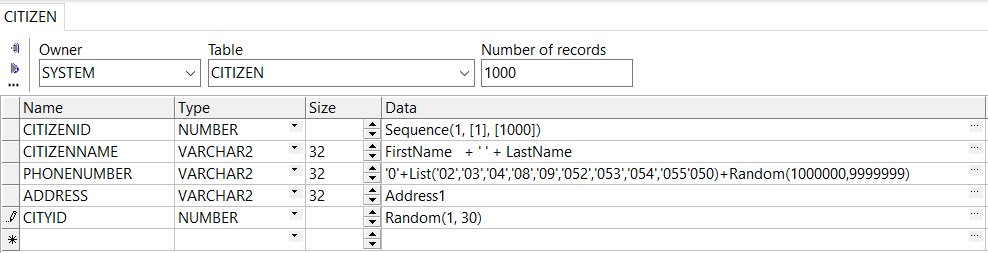 CITIZEN
Owner Table Number of records
SYSTEM CITIZEN 1000
Name Type Size Data
CITIZENID NUMBER Sequence(1, [1], [1000])
CITIZENNAME VARCHAR2 32 FirstName + ' ' + LastName
PHONENUMBER VARCHAR2 32 '0'+List('02','03','04','08','09','052','053','054','055'050)+Random(1000000,9999999)
ADDRESS VARCHAR2 32 Address1
CITYID NUMBER Random(1, 30)